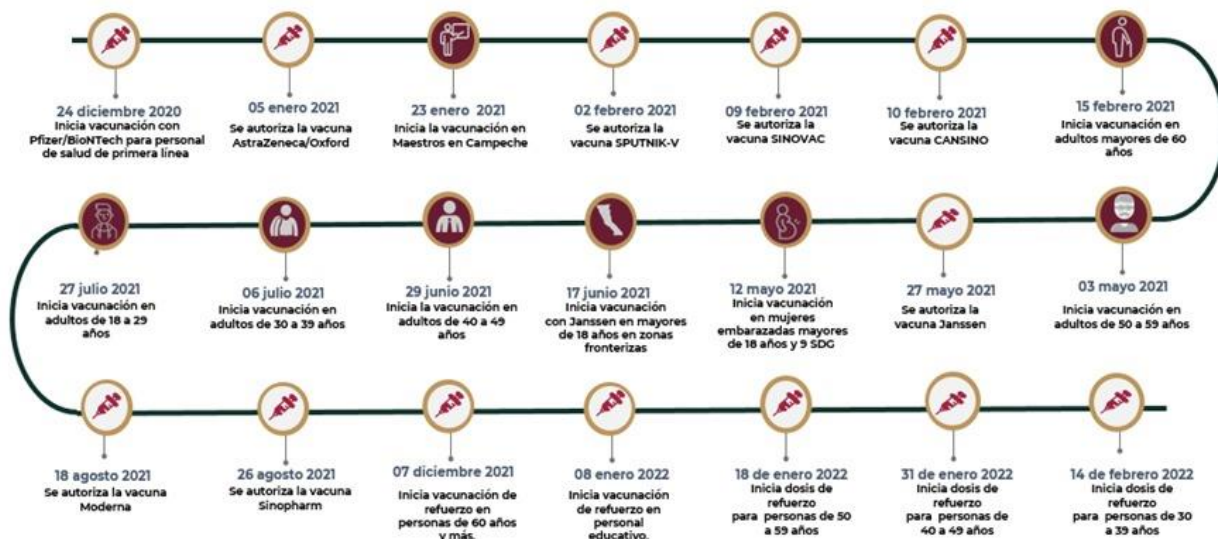 24 diciembre 2020
Inicia vacunación con
Pfizer/BioNTech para personal
de salud de primera línea
05 enero 2021
Se autoriza la vacuna
AstraZeneca/Oxford
23 enero 2021
Inicia la vacunación en
Maestros en Campeche
02 febrero 2021
Se autoriza la
vacuna SPUTNIK-V
09 febrero 2021
Se autoriza la
vacuna SINOVAC
10 febrero 2021
Se autoriza la
vacuna CANSINO
15 febrero 2021
Inicia vacunación en
adultos mayores de 60
años
27 julio 2021
Inicia vacunación en
adultos de 18 a 29
años
06 julio 2021
Inicia vacunación en
adultos de 30 a 39 años
29 junio 2021
Inicia la vacunación en
adultos de 40 a 49
años
17 junio 2021
Inicia vacunación
con Janssen en mayores
de 18 años en zonas
fronterizas
12 mayo 2021
Inicia vacunación
en mujeres
embarazadas mayores
de 18 años y 9 SDG
27 mayo 2021
Se autoriza la
vacuna Janssen
03 mayo 2021
Inicia vacunación en
adultos de 50 a 59 años
18 agosto 2021
Se autoriza la vacuna
Moderna
26 agosto 2021
Se autoriza la vacuna
Sinopharm
07 diciembre 2021
Inicia vacunación de
refuerzo en
personas de 60 años
y más.
08 enero 2022
Inicia vacunación
de refuerzo en
personal
educativo.
18 de enero 2022
Inicia dosis de
refuerzo
para personas de 50
a 59 años
31 de enero 2022
Inicia dosis de
refuerzo
para personas de
40 a 49 años
14 de febrero 2022
Inicia dosis de
refuerzo
para personas de 30
a 39 años